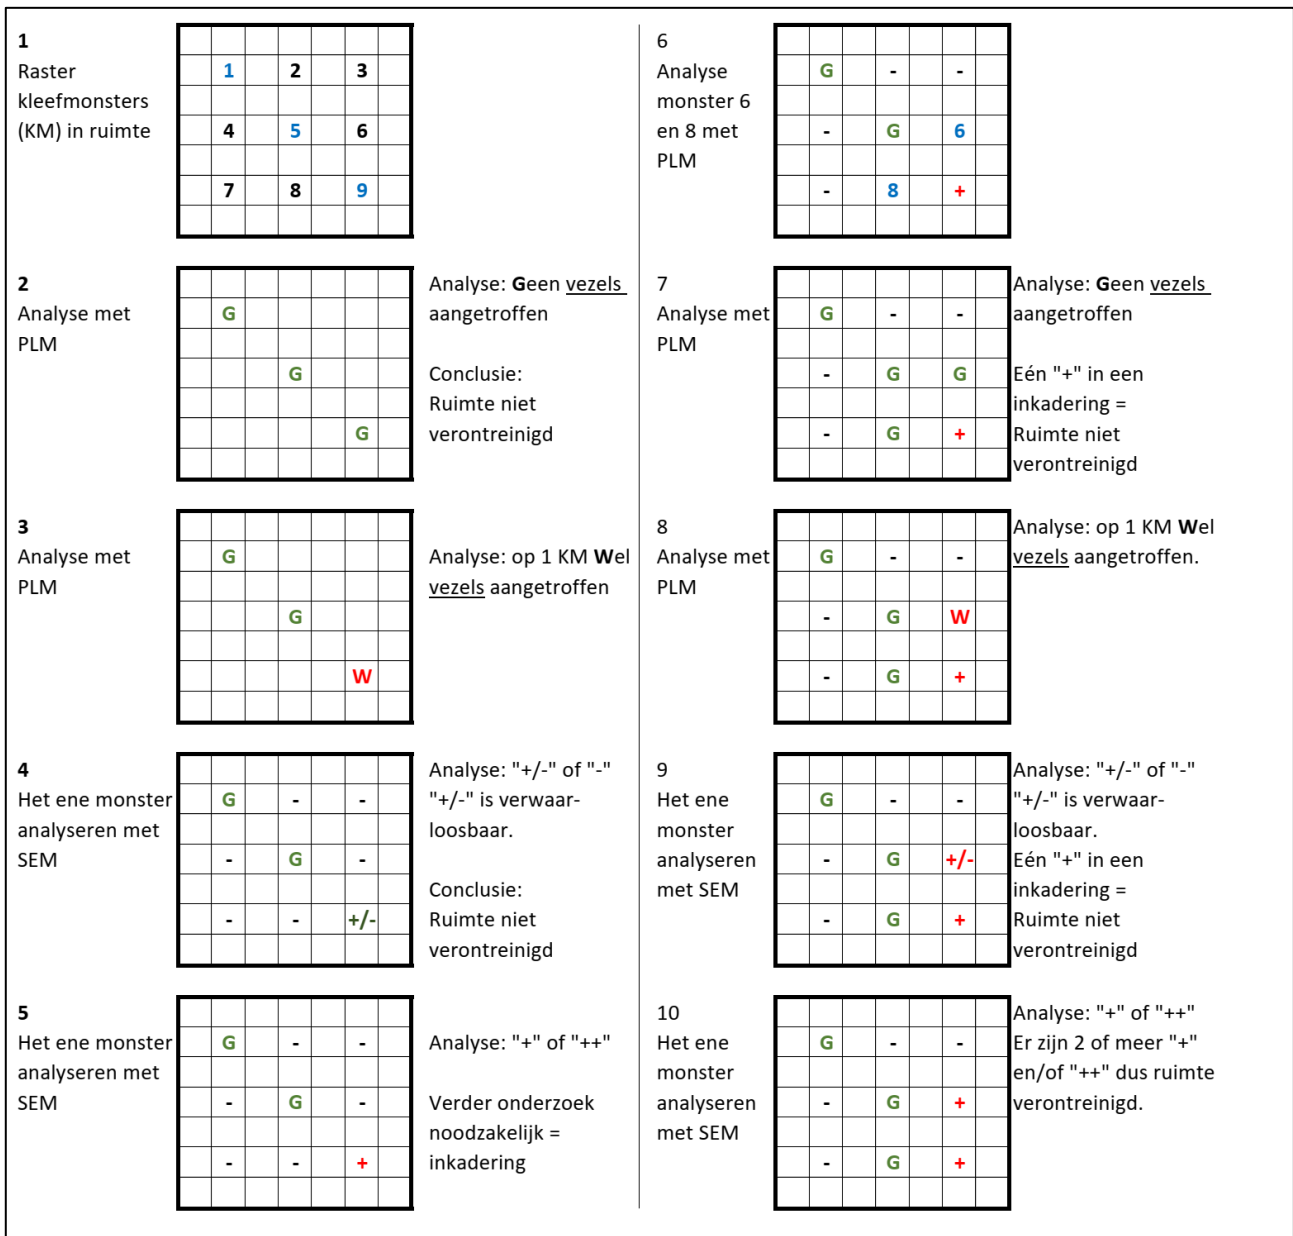 1
Raster
kleefmonsters
(KM) in ruimte
1 2 3
4 5 6
7 8 9
2
Analyse met
PLM
G
G
G
Analyse: Geen vezels
aangetroffen
Conclusie:
Ruimte niet
verontreinigd
3
Analyse met
PLM
G
G
W
Analyse: op 1 KM Wel
vezels aangetroffen
4
Het ene monster
analyseren met
SEM
G - -
- G -
- - +/-
Analyse: "+/-" of "-"
"+/-" is verwaar-
loosbaar.
Conclusie:
Ruimte niet
verontreinigd
5
Het ene monster
analyseren met
SEM
G - -
- G -
- - +
Analyse: "+" of "++"
Verder onderzoek
noodzakelijk =
inkadering
6
Analyse
monster 6
en 8 met
PLM
G - -
- G 6
- 8 +
7
Analyse met
PLM
G - -
- G G
- G +
Analyse: Geen vezels
aangetroffen
Eén "+" in een
inkadering =
Ruimte niet
verontreinigd
8
Analyse met
PLM
G - -
- G W
- G +
Analyse: op 1 KM Wel
vezels aangetroffen.
9
Het ene
monster
analyseren
met SEM
G - -
- G +/-
- G +
Analyse: "+/-" of "-"
"+/-" is verwaar-
loosbaar.
Eén "+" in een
inkadering =
Ruimte niet
verontreinigd
10
Het ene
monster
analyseren
met SEM
G - -
- G +
- G +
Analyse: "+" of "++"
Er zijn 2 of meer "+"
en/of "++" dus ruimte
verontreinigd.